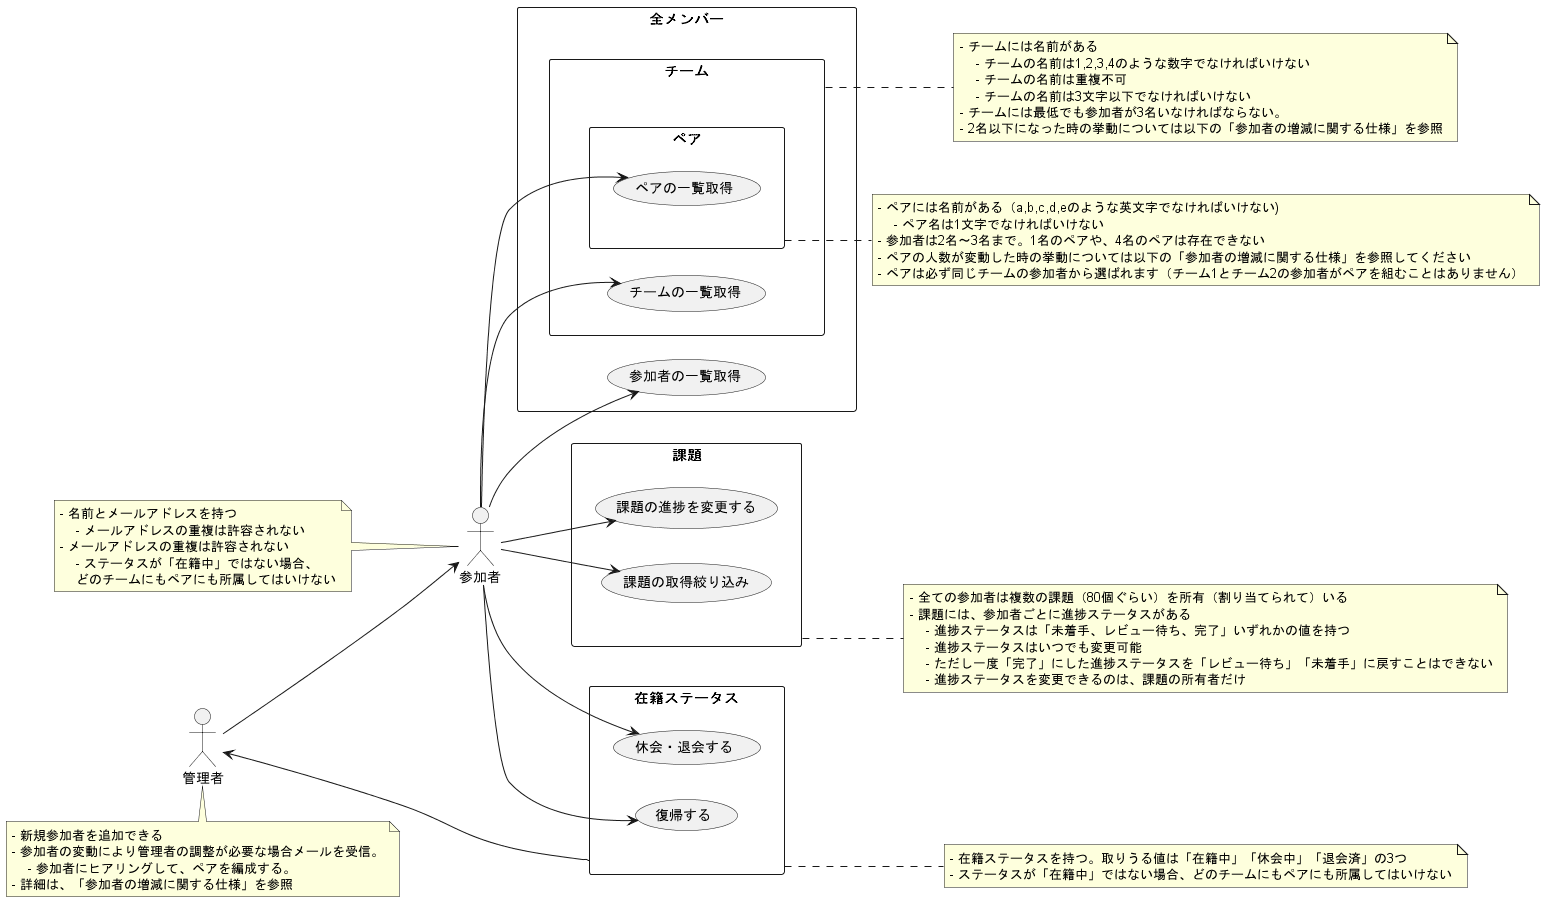 全メンバー
チーム
ペア
ペアの一覧取得
チームの一覧取得
参加者の一覧取得
- チームには名前がある
- チームの名前は1,2,3,4のような数字でなければいけない
- チームの名前は重複不可
- チームの名前は3文字以下でなければいけない
- チームには最低でも参加者が3名いなければならない。
- 2名以下になった時の挙動については以下の「参加者の増減に関する仕様」を参照
- ペアには名前がある（a,b,c,d,eのような英文字でなければいけない)
- ペア名は1文字でなければいけない
- 参加者は2名〜3名まで。1名のペアや、4名のペアは存在できない
- ペアの人数が変動した時の挙動については以下の「参加者の増減に関する仕様」を参照してください
- ペアは必ず同じチームの参加者から選ばれます（チーム1とチーム2の参加者がペアを組むことはありません）
課題
課題の進捗を変更する
課題の取得絞り込み
- 名前とメールアドレスを持つ
- メールアドレスの重複は許容されない
- メールアドレスの重複は許容されない
- ステータスが「在籍中」ではない場合、
どのチームにもペアにも所属してはいけない
参加者
- 全ての参加者は複数の課題（80個ぐらい）を所有（割り当てられて）いる
- 課題には、参加者ごとに進捗ステータスがある
- 進捗ステータスは「未着手、レビュー待ち、完了」いずれかの値を持つ
- 進捗ステータスはいつでも変更可能
- ただし一度「完了」にした進捗ステータスを「レビュー待ち」「未着手」に戻すことはできない
- 進捗ステータスを変更できるのは、課題の所有者だけ
在籍ステータス
休会・退会する
復帰する
管理者
- 新規参加者を追加できる
- 参加者の変動により管理者の調整が必要な場合メールを受信。
- 参加者にヒアリングして、ペアを編成する。
- 詳細は、「参加者の増減に関する仕様」を参照
- 在籍ステータスを持つ。取りうる値は「在籍中」「休会中」「退会済」の3つ
- ステータスが「在籍中」ではない場合、どのチームにもペアにも所属してはいけない